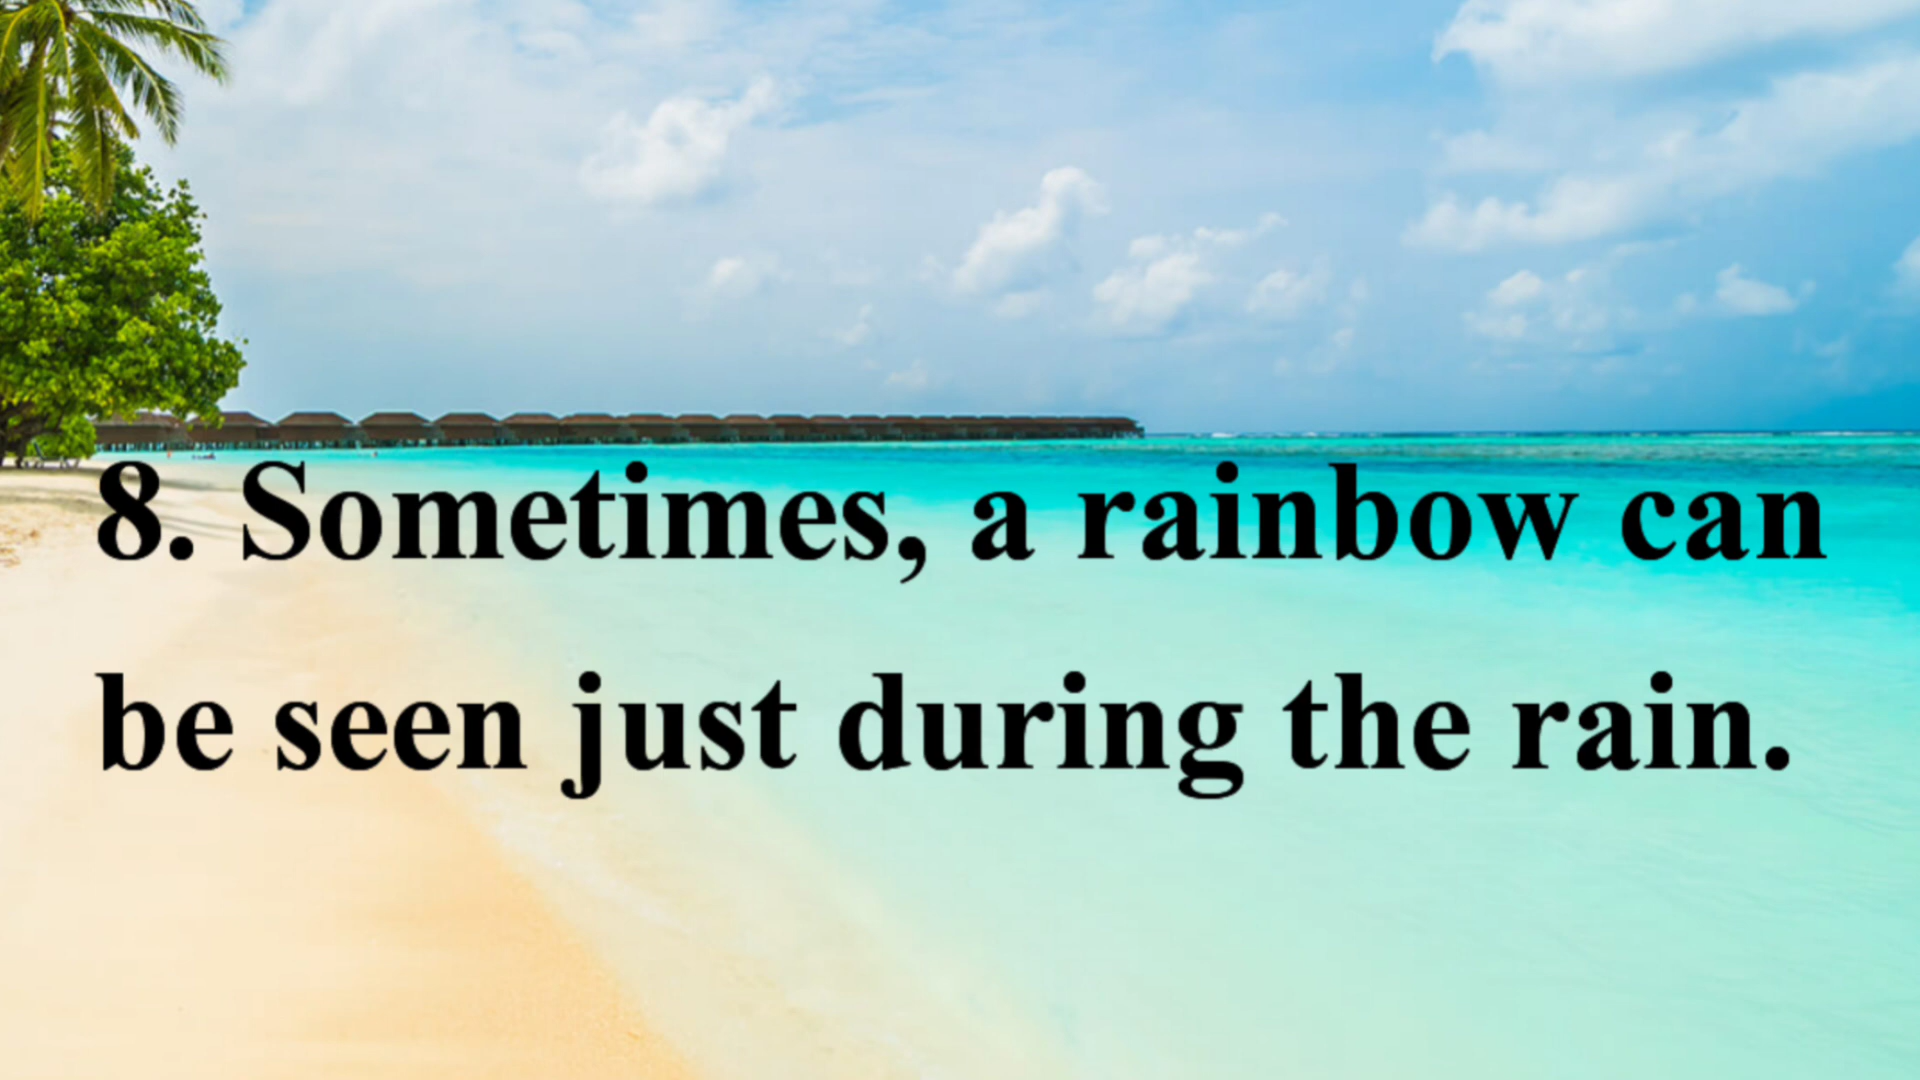 8. Sometimes, a rainbow can
be seen just during the rain.